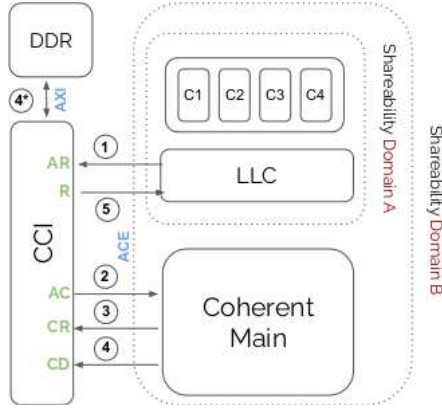 DDR
4*
AXI
C1 C2 C3 C4
1
AR
LLC
R
5
CCI
ACE
2
AC
3
CR
Coherent
Main
4
CD
Shareability Domain A
Shareability Domain B